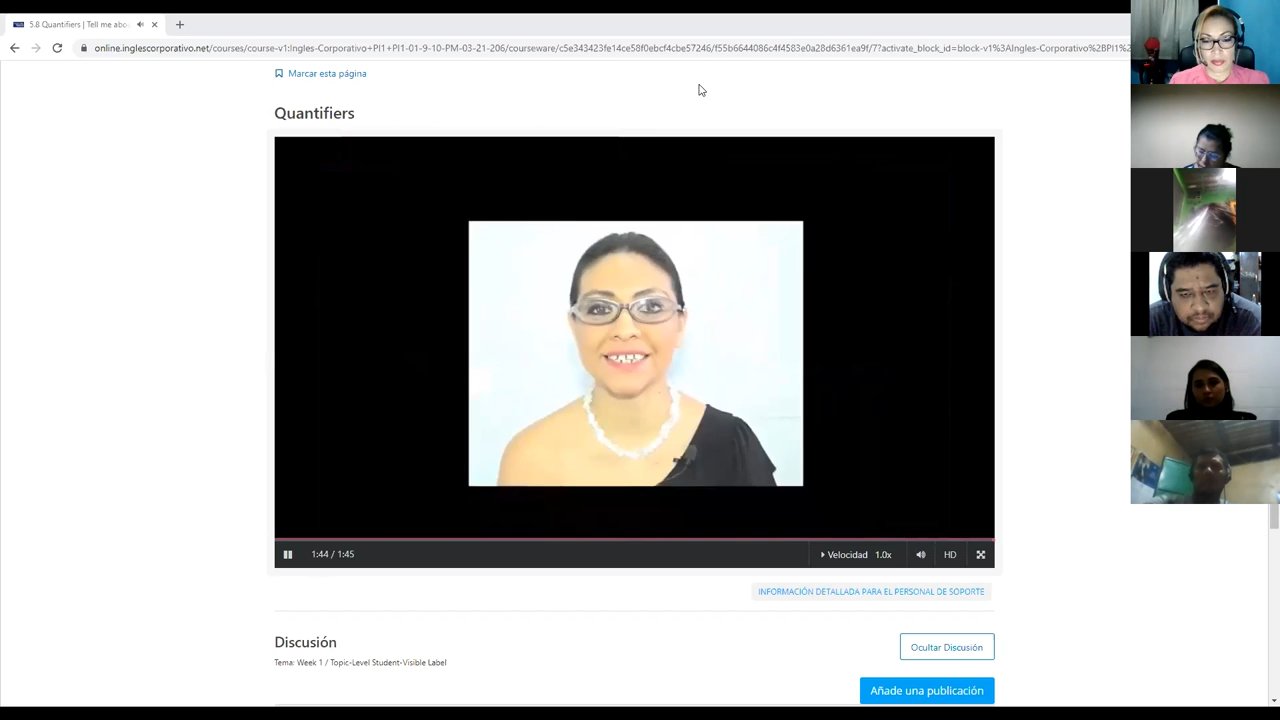 5.8 Quantifiers | Tell me abo
online.inglescorporativo.net/courses/course-v1:Ingles-Corporativo+PI1+PI1-01-9-10-PM-03-21-206/courseware/c5e343423fe14ce58f0ebcf4cbe57246/f55b6644086c4f4583e0a28d6361ea9f/7?activate_block_id=block-v1%3AIngles-Corporativo%2BPI1%2
Marcar esta página
Quantifiers
1:44 / 1:45
Velocidad 1.0x
HD
INFORMACIÓN DETALLADA PARA EL PERSONAL DE SOPORTE
Discusión
Ocultar Discusión
Tema: Week 1 / Topic-Level Student-Visible Label
Añade una publicación